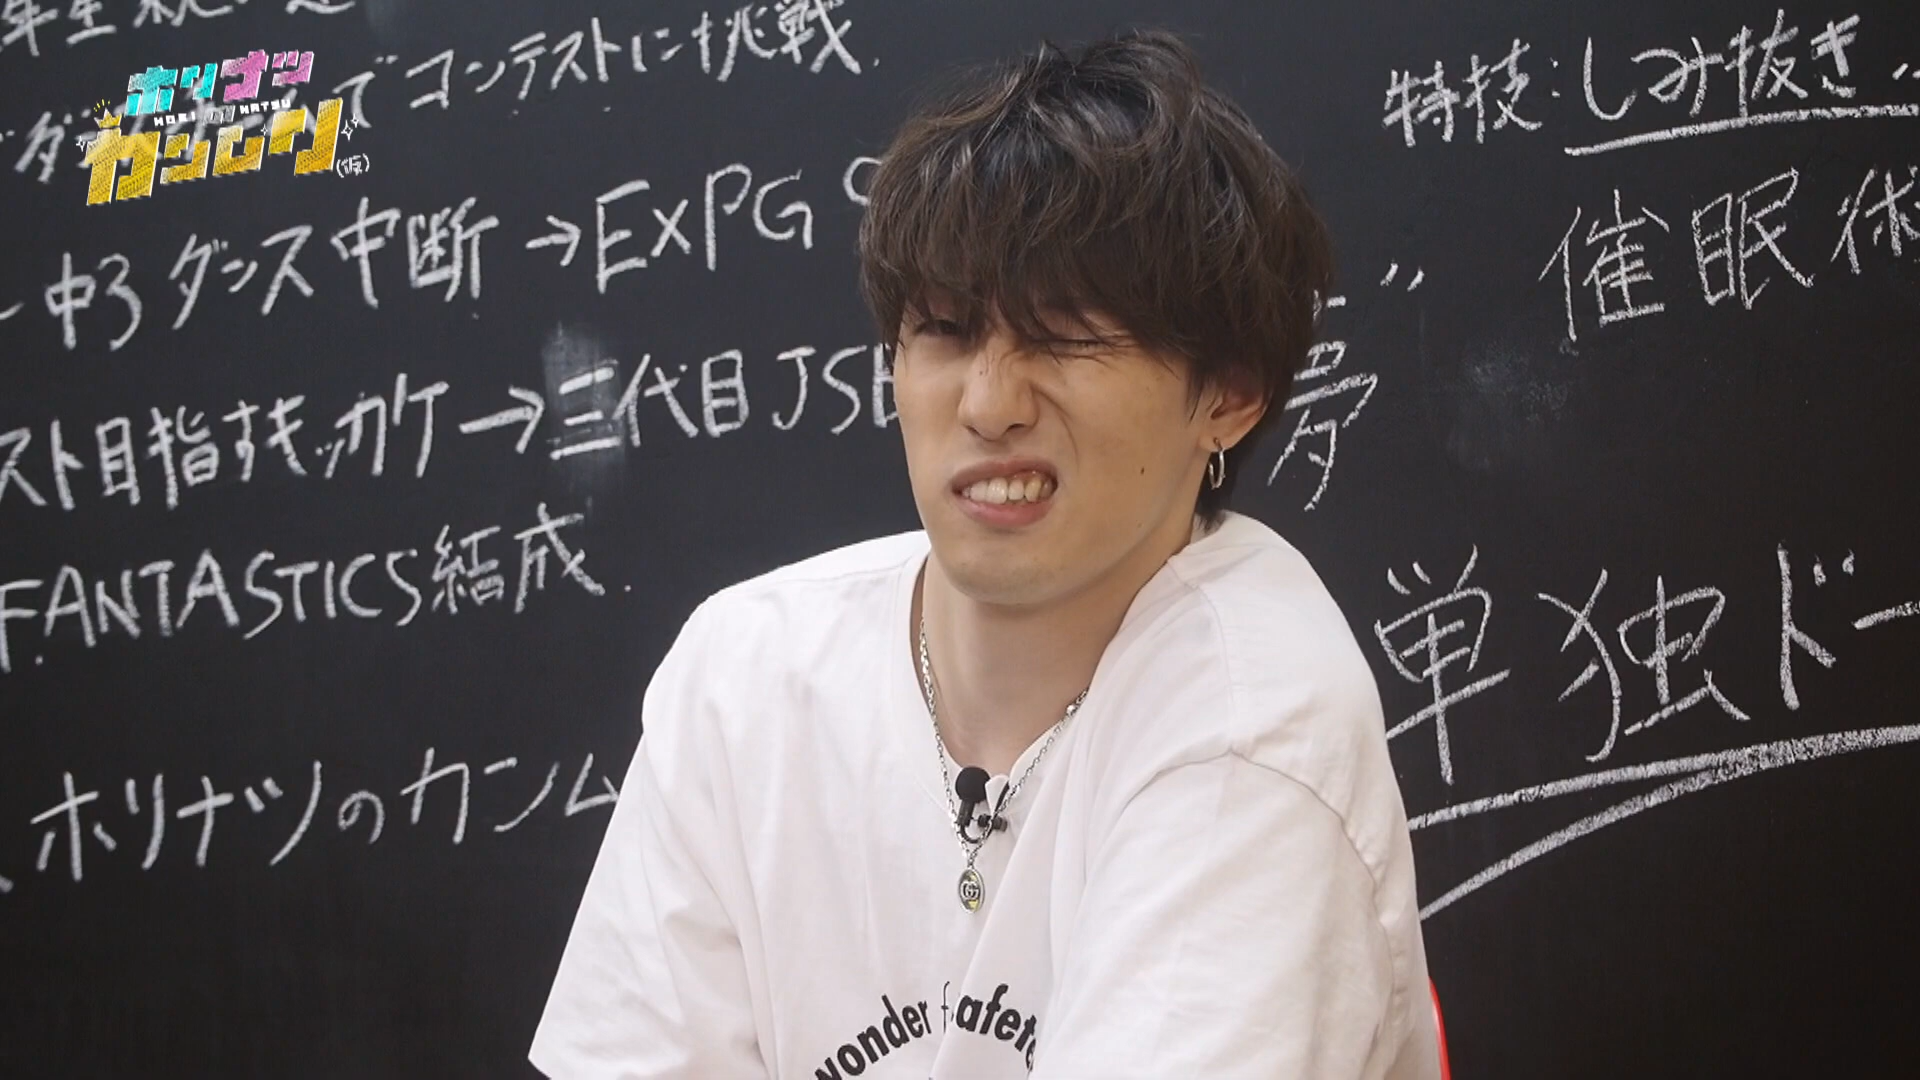 ホリナツ
HORI NATSU
カンムリ
(仮)
でコンテストに挑戦.
中3 ダンス中断→EXPG
スト目指すキッカケ→三代目JSB
FANTASTICS結成.
ホリナツのカンム
特技:しみ抜き
催眠術
夢
単独ドー
wonder